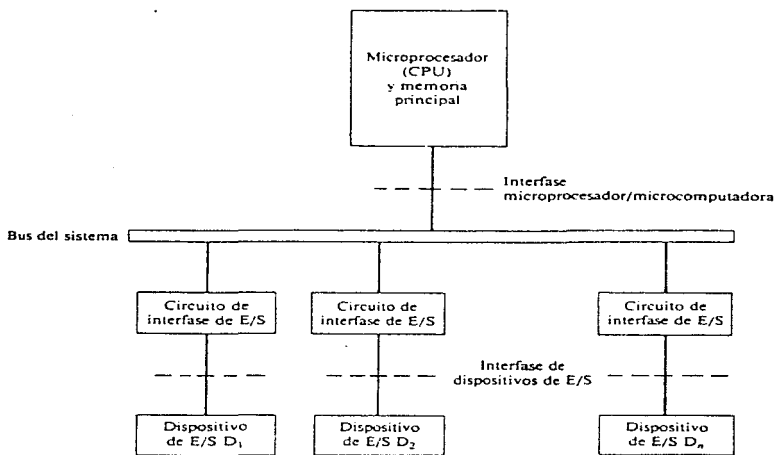 Microprocesador
(CPU)
y memoria
principal
Interfase
microprocesador/microcomputadora
Bus del sistema
Circuito de
interfase de E/S
Circuito de
interfase de E/S
Circuito de
interfase de E/S
Interfase de
dispositivos de E/S
Dispositivo
de E/S D₁
Dispositivo
de E/S D₂
Dispositivo
de E/S Dₙ